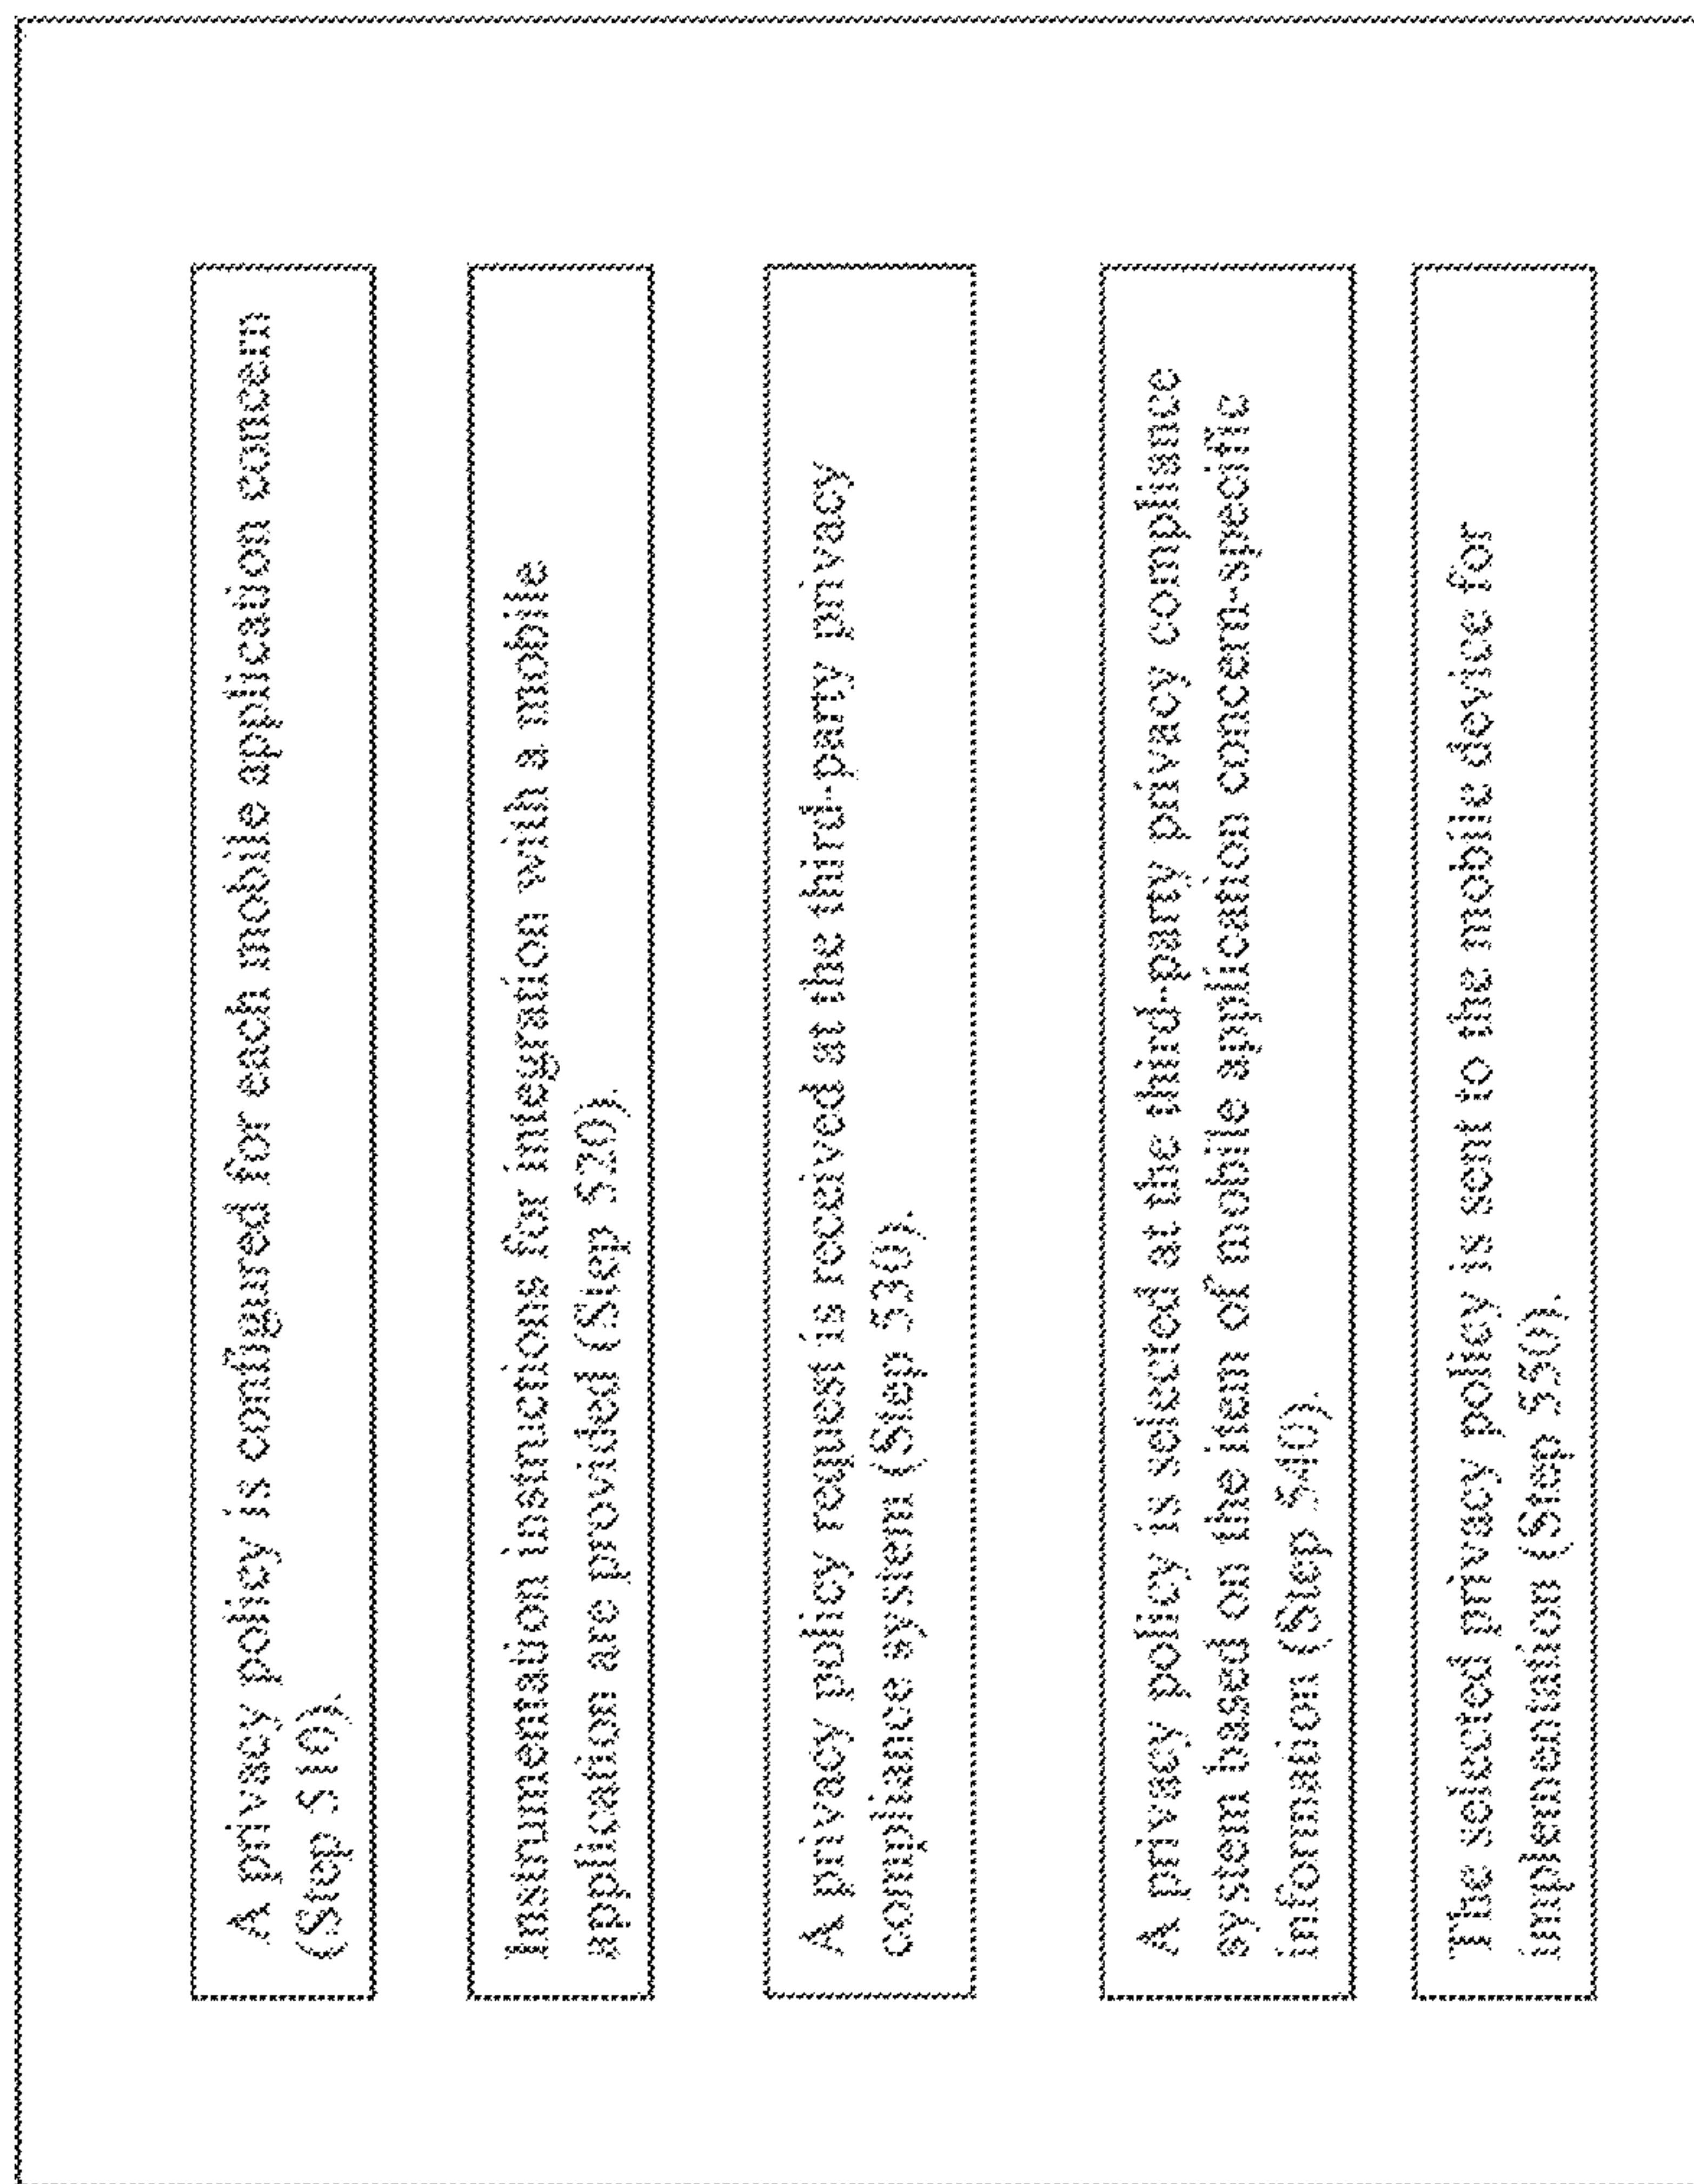 A privacy policy is configured for each mobile application concern
(Step 510).
Instrumentation instructions for integration with a mobile
application are provided (Step 520).
A privacy policy request is received at the third-party privacy
compliance system (Step 530).
A privacy policy is selected at the third-party privacy compliance
system based on the item of mobile application concern-specific
information (Step 540).
The selected privacy policy is sent to the mobile device for
implementation (Step 550).